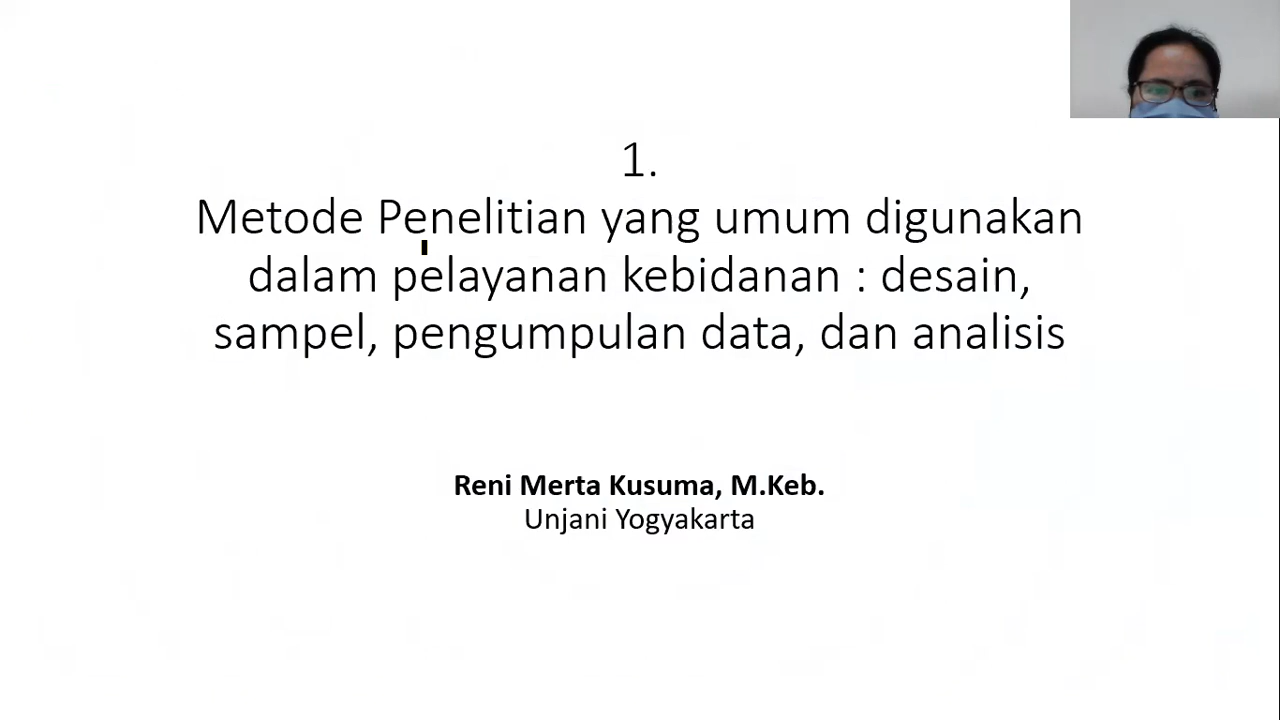 1.
Metode Penelitian yang umum digunakan
dalam pelayanan kebidanan : desain,
sampel, pengumpulan data, dan analisis
Reni Merta Kusuma, M.Keb.
Unjani Yogyakarta